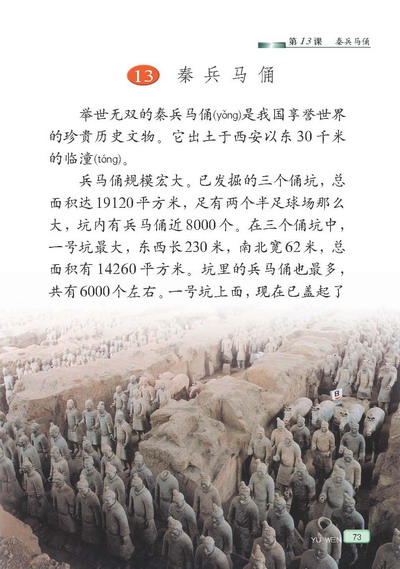 第13课 秦兵马俑
13 秦兵马俑
举世无双的秦兵马俑(yǒng)是我国享誉世界
的珍贵历史文物。它出土于西安以东30千米
的临潼(tóng)。
兵马俑规模宏大。已发掘的三个俑坑，总
面积达19120平方米，足有两个半足球场那么
大，坑内有兵马俑近8000个。在三个俑坑中，
一号坑最大，东西长230米，南北宽62米，总
面积有14260平方米。坑里的兵马俑也最多，
共有6000个左右。一号坑上面，现在已盖起了
YU WEN 73